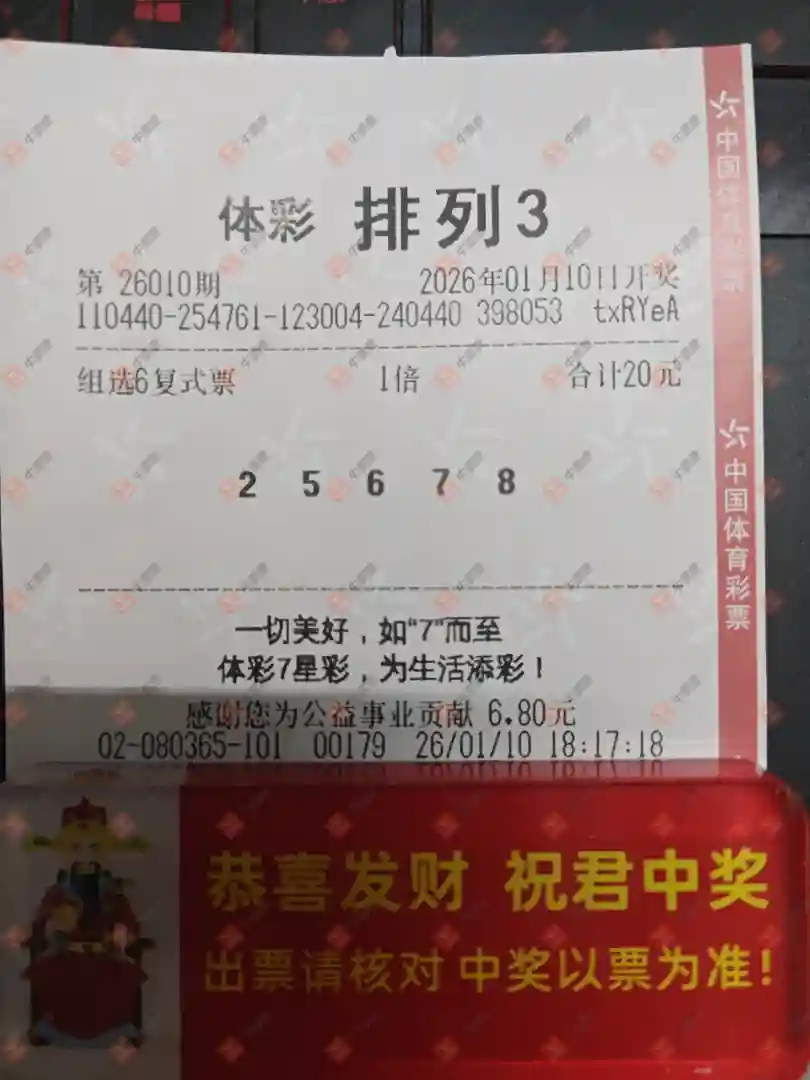 体彩 排列3
第 26010期 2026年01月10日开奖
110440-254761-123004-240440 398053 txRYeA
组选6复式票 1倍 合计20元
2 5 6 7 8
一切美好，如“7”而至
体彩7星彩，为生活添彩！
感谢您为公益事业贡献 6.80元
02-080365-101 00179 26/01/10 18:17:18
中国体育彩票
中国体育彩票
恭喜发财 祝君中奖
出票请核对 中奖以票为准！